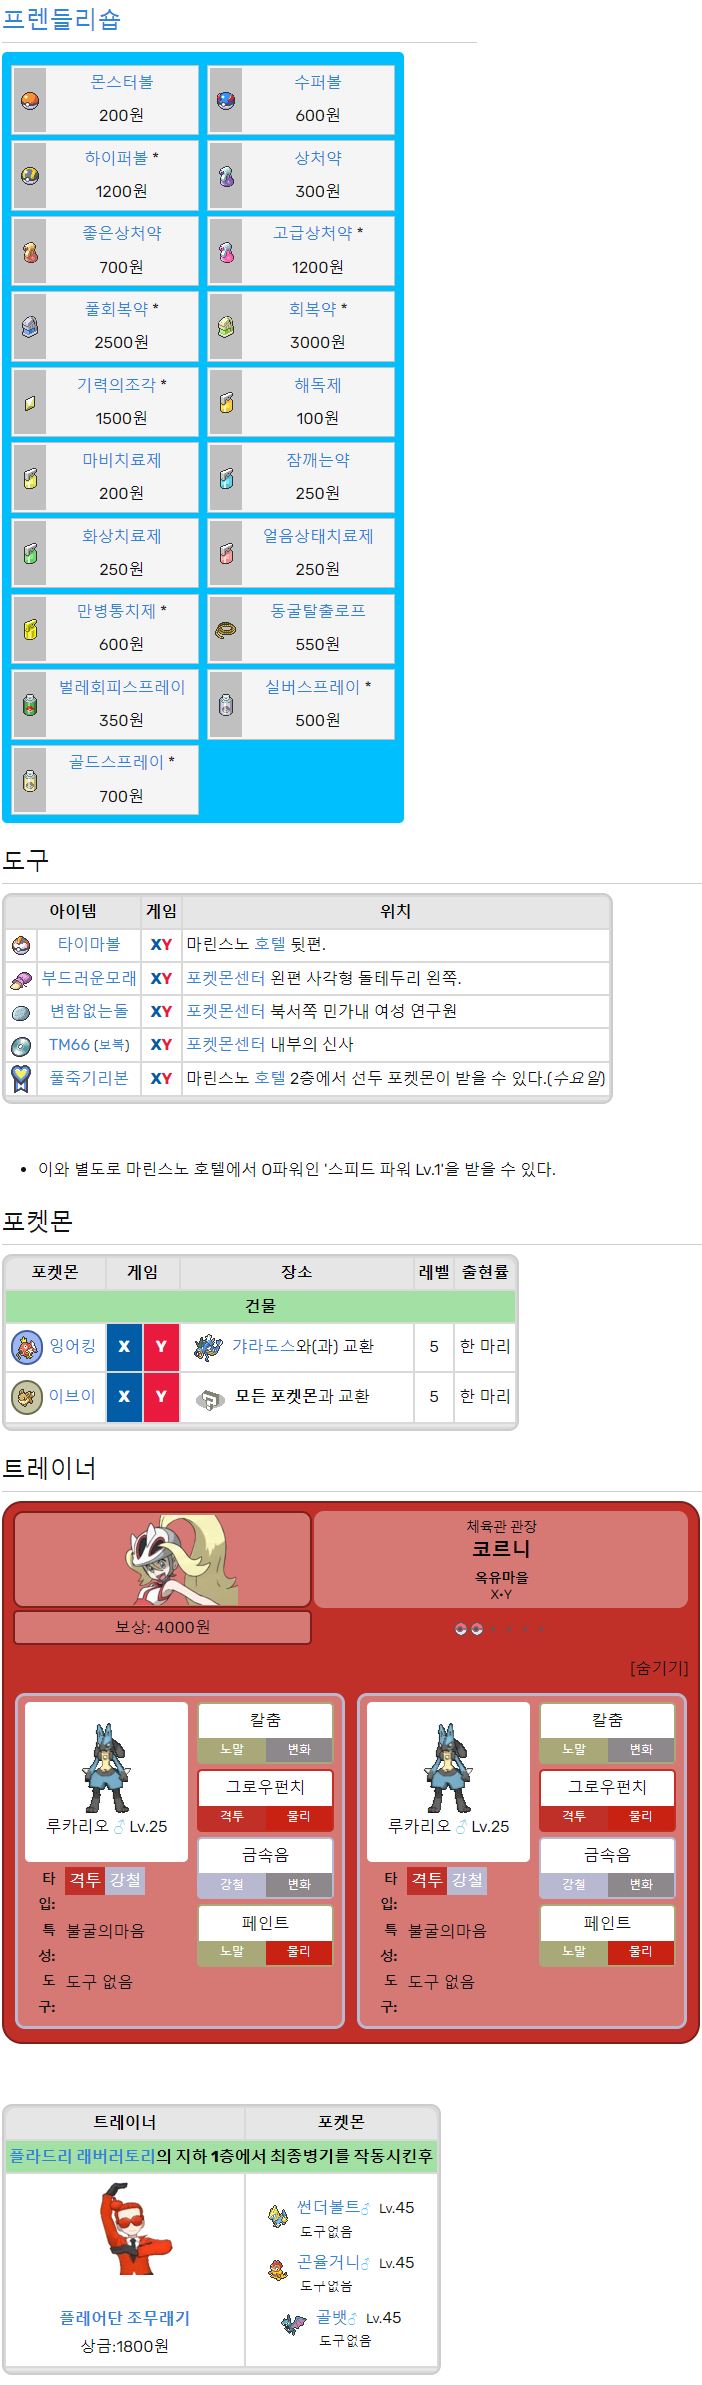 프렌들리숍
몬스터볼
200원
수퍼볼
600원
하이퍼볼 *
1200원
상처약
300원
좋은상처약
700원
고급상처약 *
1200원
풀회복약 *
2500원
회복약 *
3000원
기력의조각 *
1500원
해독제
100원
마비치료제
200원
잠깨는약
250원
화상치료제
250원
얼음상태치료제
250원
만병통치제 *
600원
동굴탈출로프
550원
벌레회피스프레이
350원
실버스프레이 *
500원
골드스프레이 *
700원
도구
아이템 게임 위치
타이마볼 XY 마린스노 호텔 뒷편.
부드러운모래 XY 포켓몬센터 왼편 사각형 돌테두리 왼쪽.
변함없는돌 XY 포켓몬센터 북서쪽 민가내 여성 연구원
TM66 (보복) XY 포켓몬센터 내부의 신사
풀죽기리본 XY 마린스노 호텔 2층에서 선두 포켓몬이 받을 수 있다.(수요일)
• 이와 별도로 마린스노 호텔에서 O파워인 '스피드 파워 Lv.1'을 받을 수 있다.
포켓몬
포켓몬 게임 장소 레벨 출현률
건물
잉어킹 X Y 갸라도스와(과) 교환 5 한 마리
이브이 X Y 모든 포켓몬과 교환 5 한 마리
트레이너
체육관 관장
코르니
옥유마을
X•Y
보상: 4000원
[숨기기]
루카리오 ♂ Lv.25
타입: 격투 강철
특성: 불굴의마음
도구: 도구 없음
칼춤
노말 변화
그로우펀치
격투 물리
금속음
강철 변화
페인트
노말 물리
루카리오 ♂ Lv.25
타입: 격투 강철
특성: 불굴의마음
도구: 도구 없음
칼춤
노말 변화
그로우펀치
격투 물리
금속음
강철 변화
페인트
노말 물리
트레이너 포켓몬
플라드리 래버러토리의 지하 1층에서 최종병기를 작동시킨후
플레어단 조무래기
상금:1800원
썬더볼트♂ Lv.45
도구없음
곤율거니♂ Lv.45
도구없음
골뱃♂ Lv.45
도구없음